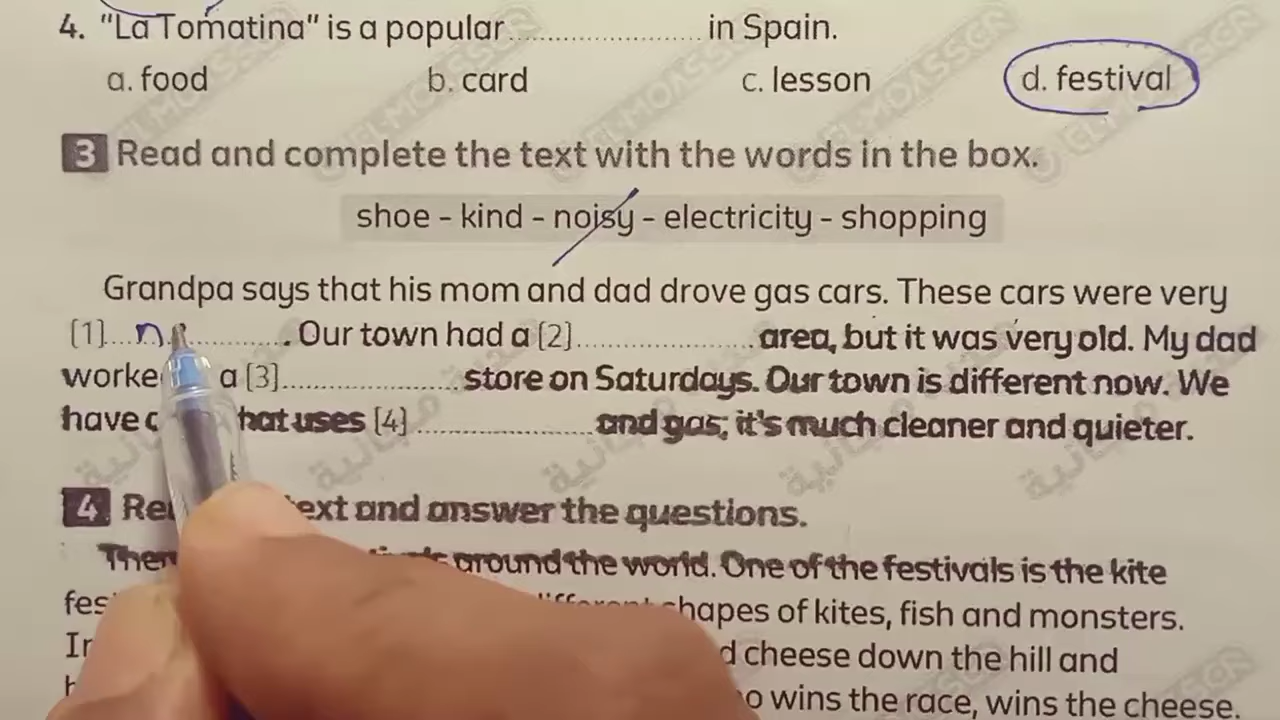 4. "La Tomatina" is a popular ..................... in Spain.
a. food b. card c. lesson d. festival
3 Read and complete the text with the words in the box.
shoe - kind - noisy - electricity - shopping
Grandpa says that his mom and dad drove gas cars. These cars were very
[1]....n.............. . Our town had a [2]..................... area, but it was very old. My dad
a [3]..................... store on Saturdays. Our town is different now. We
have uses [4]..................... and gas; it's much cleaner and quieter.
4 text and answer the questions.
around the world. One of the festivals is the kite
shapes of kites, fish and monsters.
cheese down the hill and
wins the race, wins the cheese.